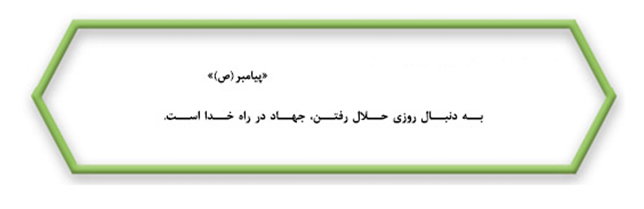 «پیامبر (ص)»
به دنبال روزی حلال رفتن، جهاد در راه خدا است.